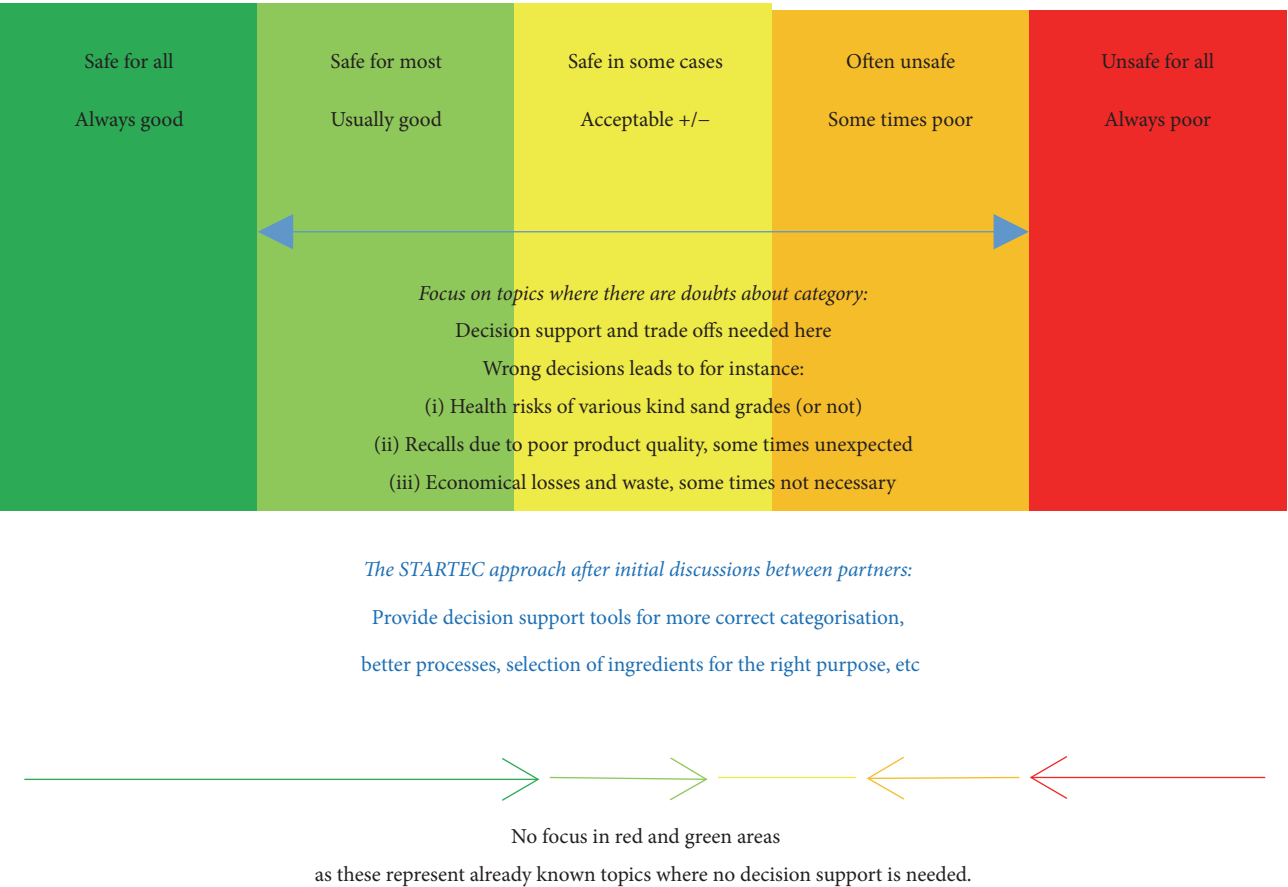 Safe for all
Always good
Safe for most
Usually good
Safe in some cases
Acceptable +/−
Often unsafe
Some times poor
Unsafe for all
Always poor
Focus on topics where there are doubts about category:
Decision support and trade offs needed here
Wrong decisions leads to for instance:
(i) Health risks of various kind sand grades (or not)
(ii) Recalls due to poor product quality, some times unexpected
(iii) Economical losses and waste, some times not necessary
The STARTEC approach after initial discussions between partners:
Provide decision support tools for more correct categorisation,
better processes, selection of ingredients for the right purpose, etc
No focus in red and green areas
as these represent already known topics where no decision support is needed.